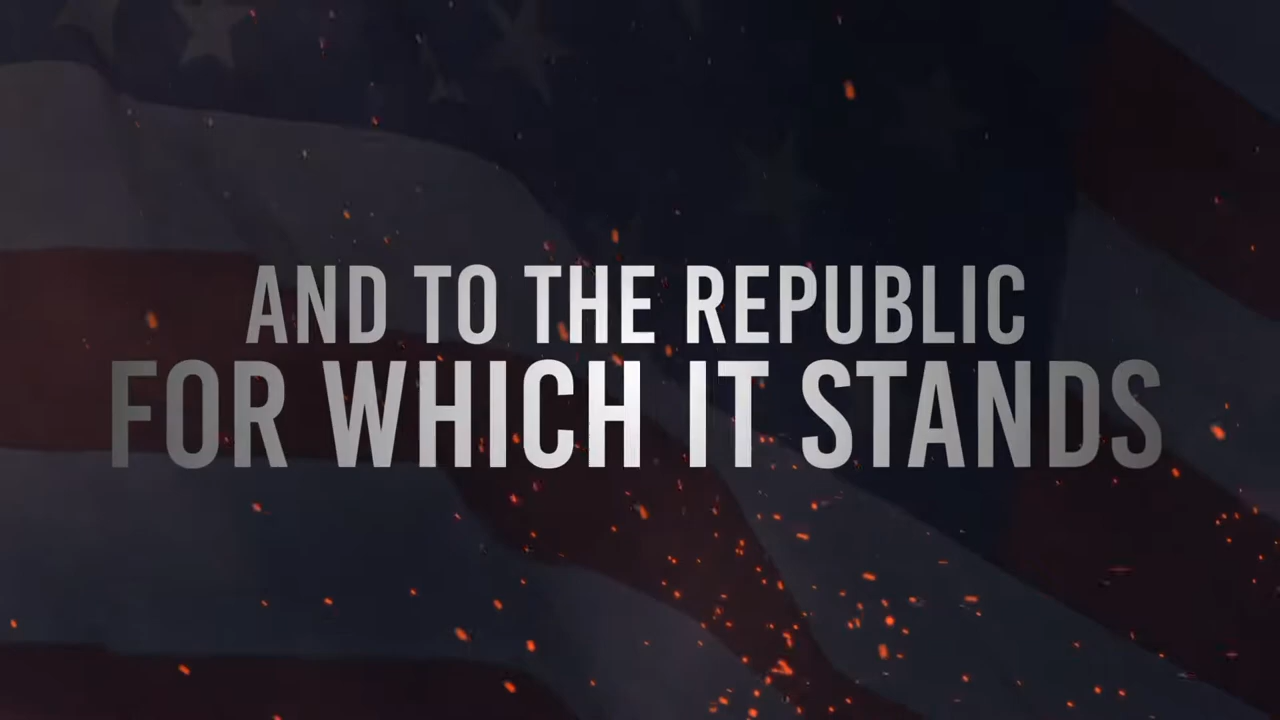 AND TO THE REPUBLIC
FOR WHICH IT STANDS